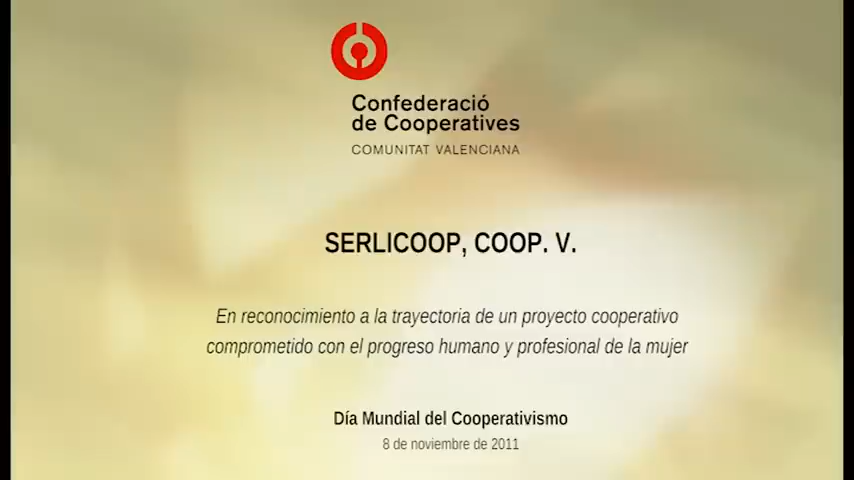 Confederació
de Cooperatives
COMUNITAT VALENCIANA
SERLICOOP, COOP. V.
En reconocimiento a la trayectoria de un proyecto cooperativo
comprometido con el progreso humano y profesional de la mujer
Día Mundial del Cooperativismo
8 de noviembre de 2011